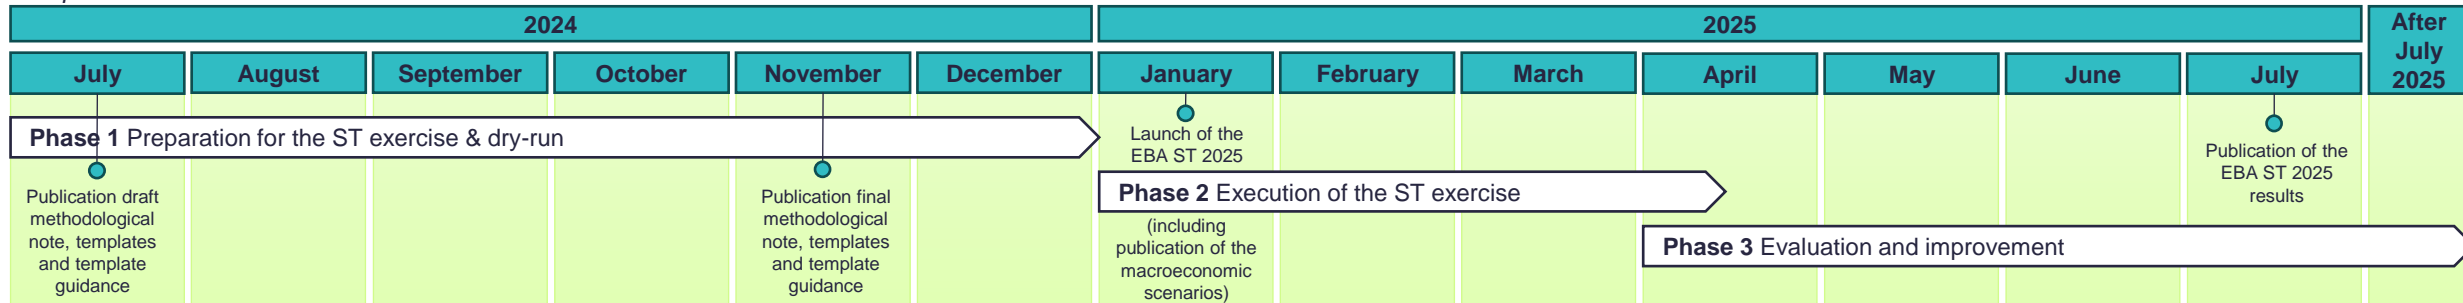 2024
2025
After
July
2025
July
August
September
October
November
December
January
February
March
April
May
June
July
Phase 1 Preparation for the ST exercise & dry-run
Publication draft
methodological
note, templates
and template
guidance
Publication final
methodological
note, templates
and template
guidance
Launch of the
EBA ST 2025
Phase 2 Execution of the ST exercise
(including
publication of the
macroeconomic
scenarios)
Phase 3 Evaluation and improvement
Publication of the
EBA ST 2025
results